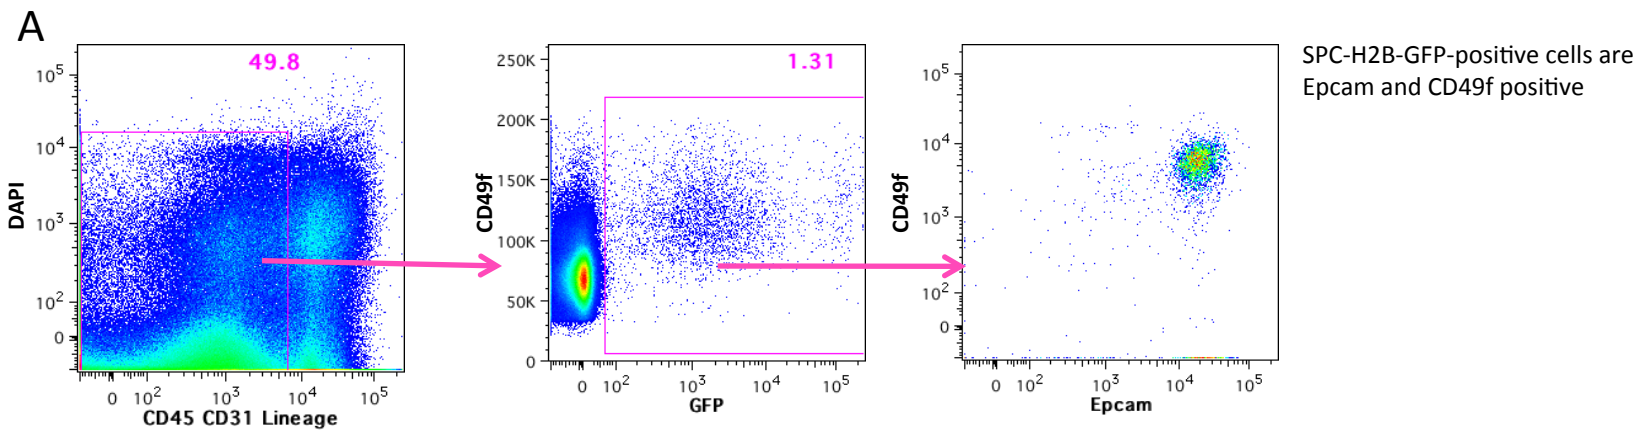 A
49.8
10^5
10^4
10^3
10^2
0
DAPI
0 10^2 10^3 10^4 10^5
CD45 CD31 Lineage
1.31
250K
200K
150K
100K
50K
0
CD49f
0 10^2 10^3 10^4 10^5
GFP
10^5
10^4
10^3
10^2
0
CD49f
0 10^2 10^3 10^4 10^5
Epcam
SPC-H2B-GFP-positive cells are
Epcam and CD49f positive